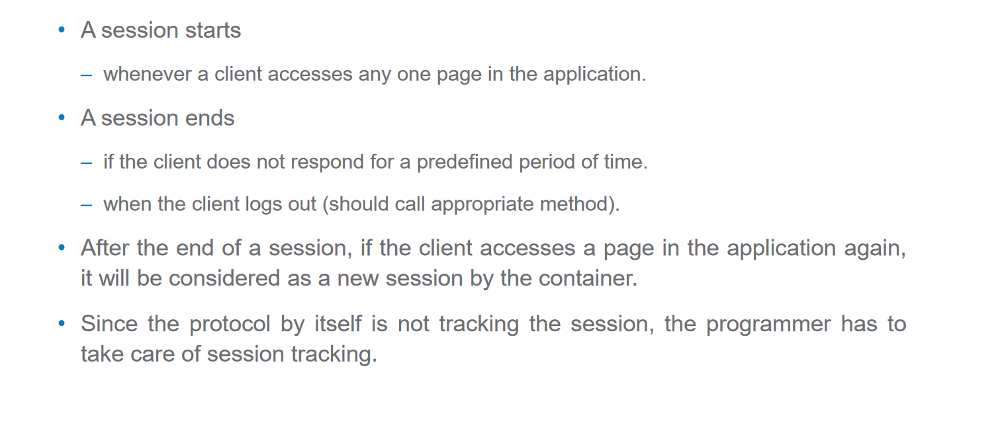 • A session starts
– whenever a client accesses any one page in the application.
• A session ends
– if the client does not respond for a predefined period of time.
– when the client logs out (should call appropriate method).
• After the end of a session, if the client accesses a page in the application again,
it will be considered as a new session by the container.
• Since the protocol by itself is not tracking the session, the programmer has to
take care of session tracking.